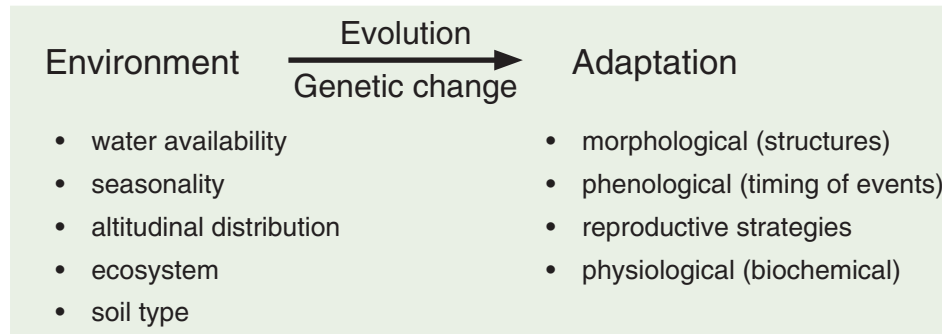 Evolution
Environment
Adaptation
Genetic change
• water availability
• seasonality
• altitudinal distribution
• ecosystem
• soil type
• morphological (structures)
• phenological (timing of events)
• reproductive strategies
• physiological (biochemical)